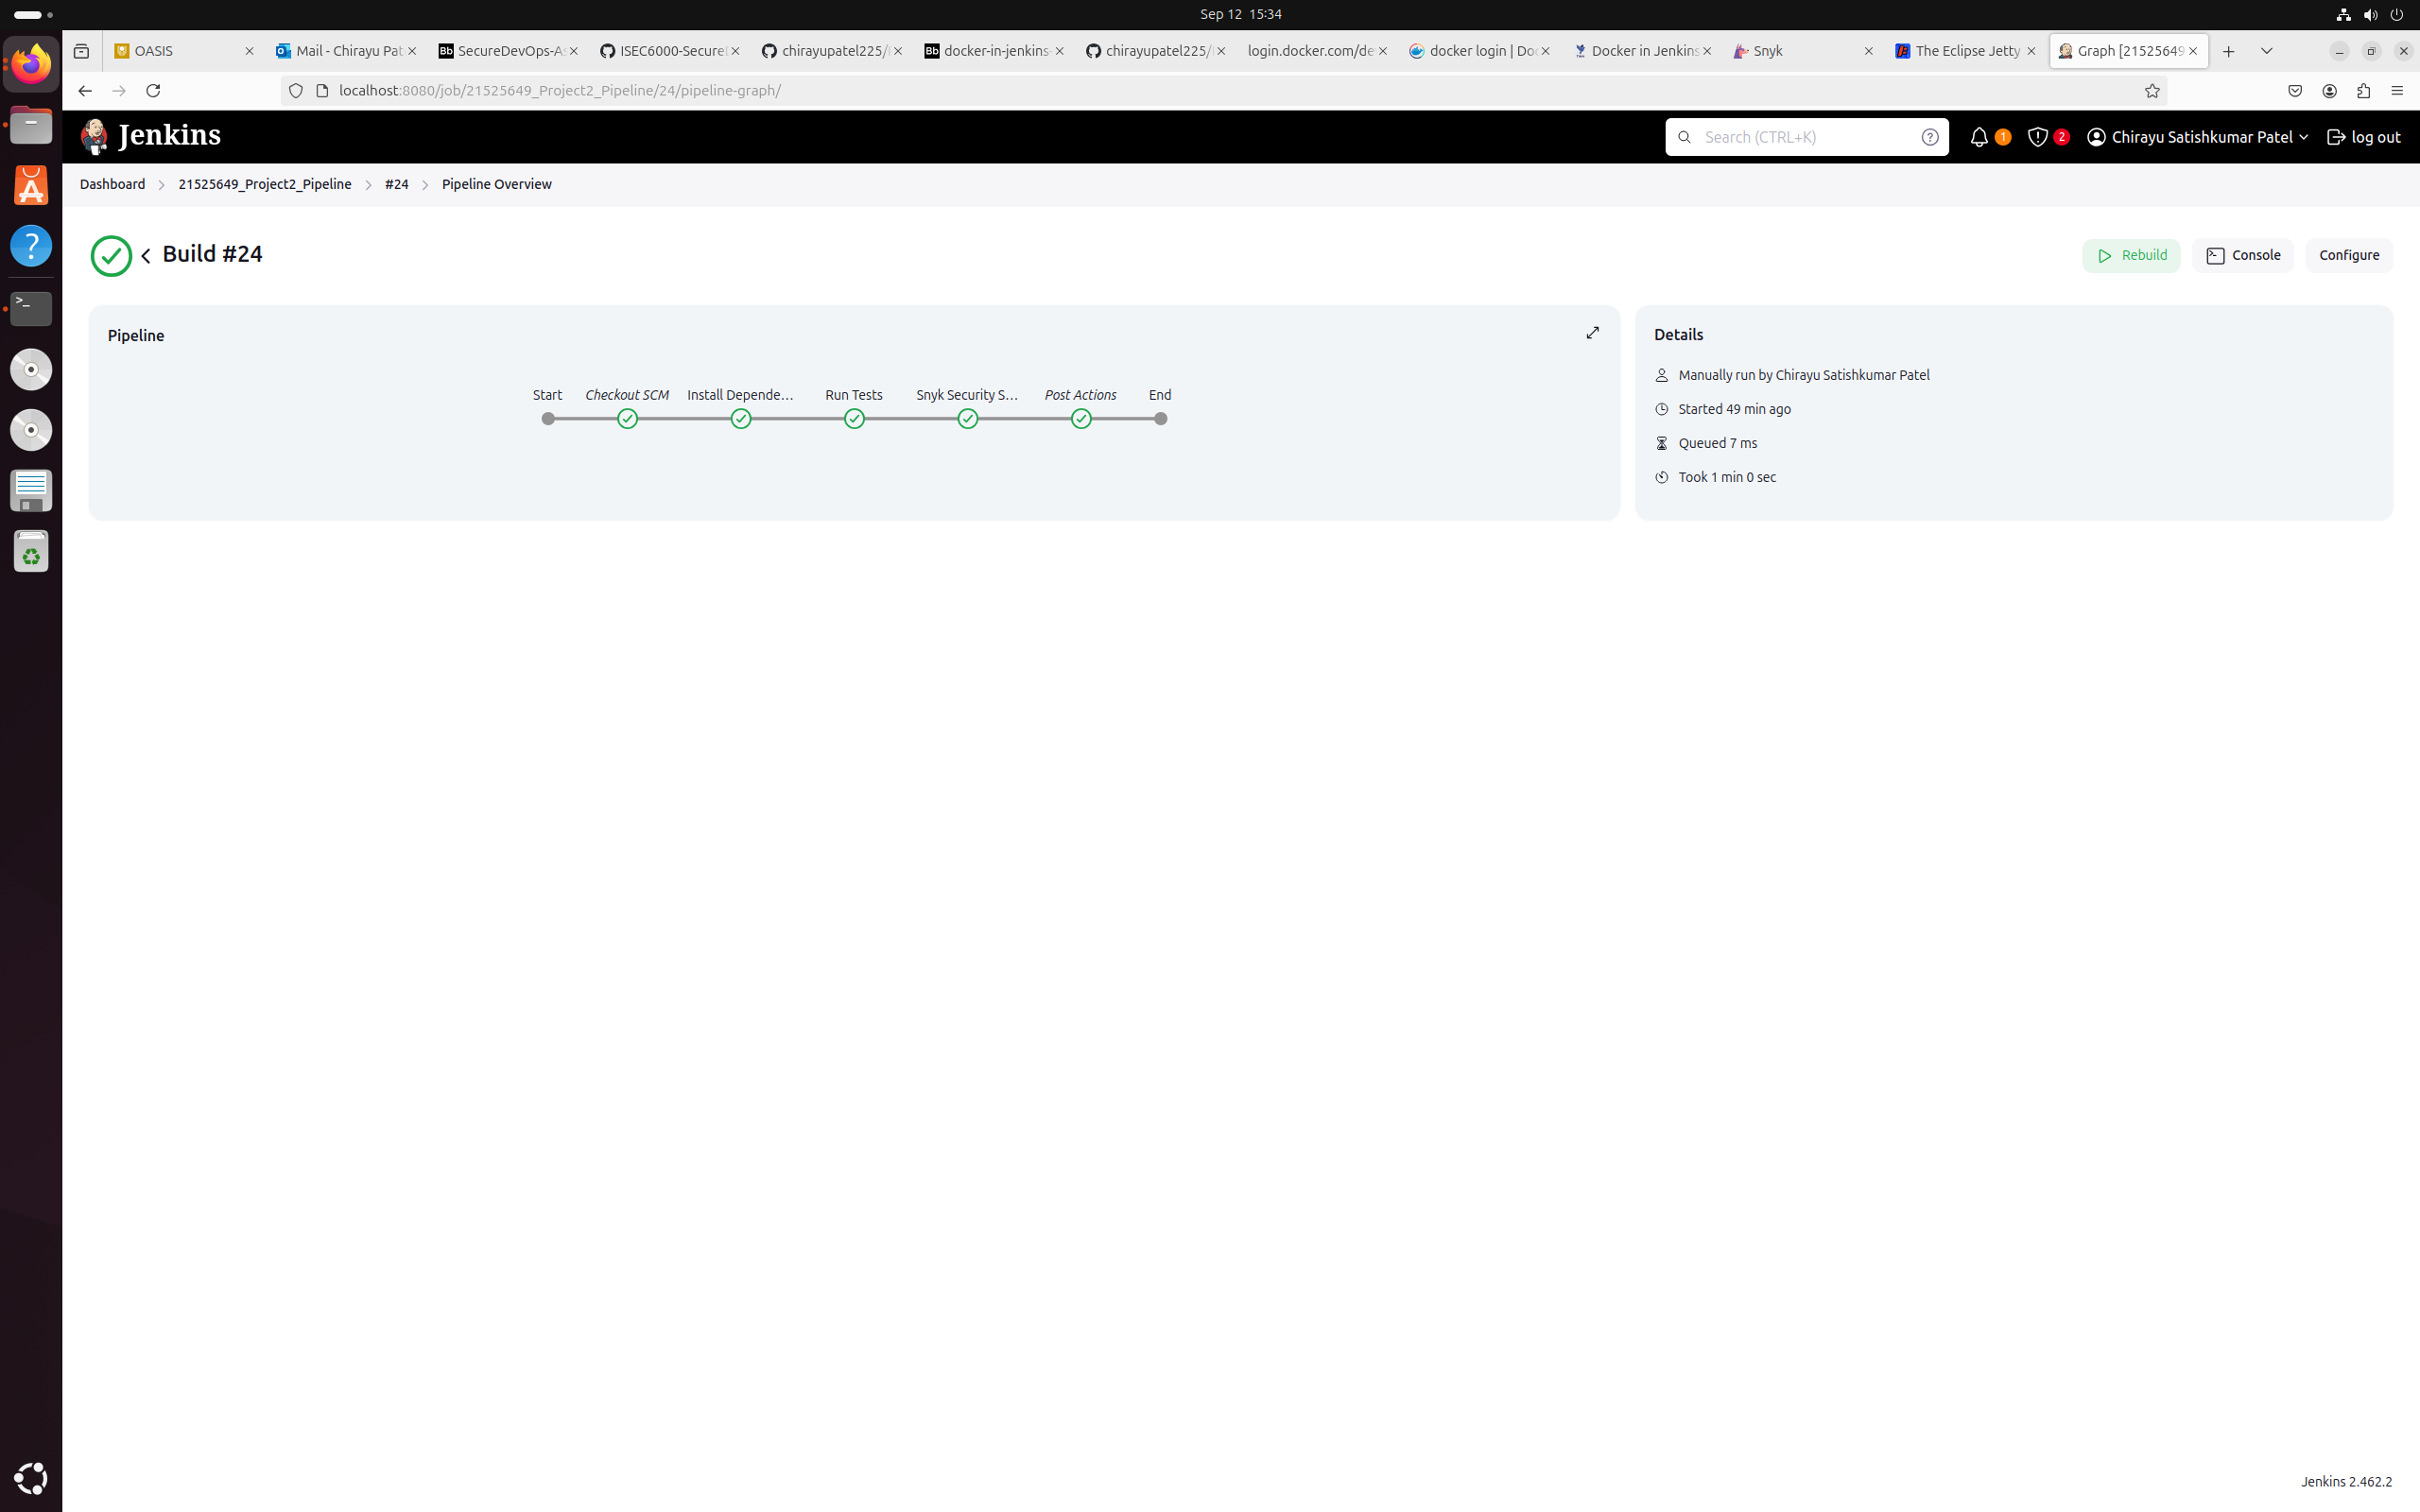 Sep 12 15:34
OASIS
Mail - Chirayu Pat
SecureDevOps-As
ISEC6000-Secure
chirayupatel225/
docker-in-jenkins-
chirayupatel225/
login.docker.com/de
docker login | Doc
Docker in Jenkins
Snyk
The Eclipse Jetty
Graph [21525649
localhost:8080/job/21525649_Project2_Pipeline/24/pipeline-graph/
Jenkins
Search (CTRL+K)
1
2
Chirayu Satishkumar Patel
log out
Dashboard > 21525649_Project2_Pipeline > #24 > Pipeline Overview
Build #24
Rebuild
Console
Configure
Pipeline
Start
Checkout SCM
Install Depende...
Run Tests
Snyk Security S...
Post Actions
End
Details
Manually run by Chirayu Satishkumar Patel
Started 49 min ago
Queued 7 ms
Took 1 min 0 sec
Jenkins 2.462.2